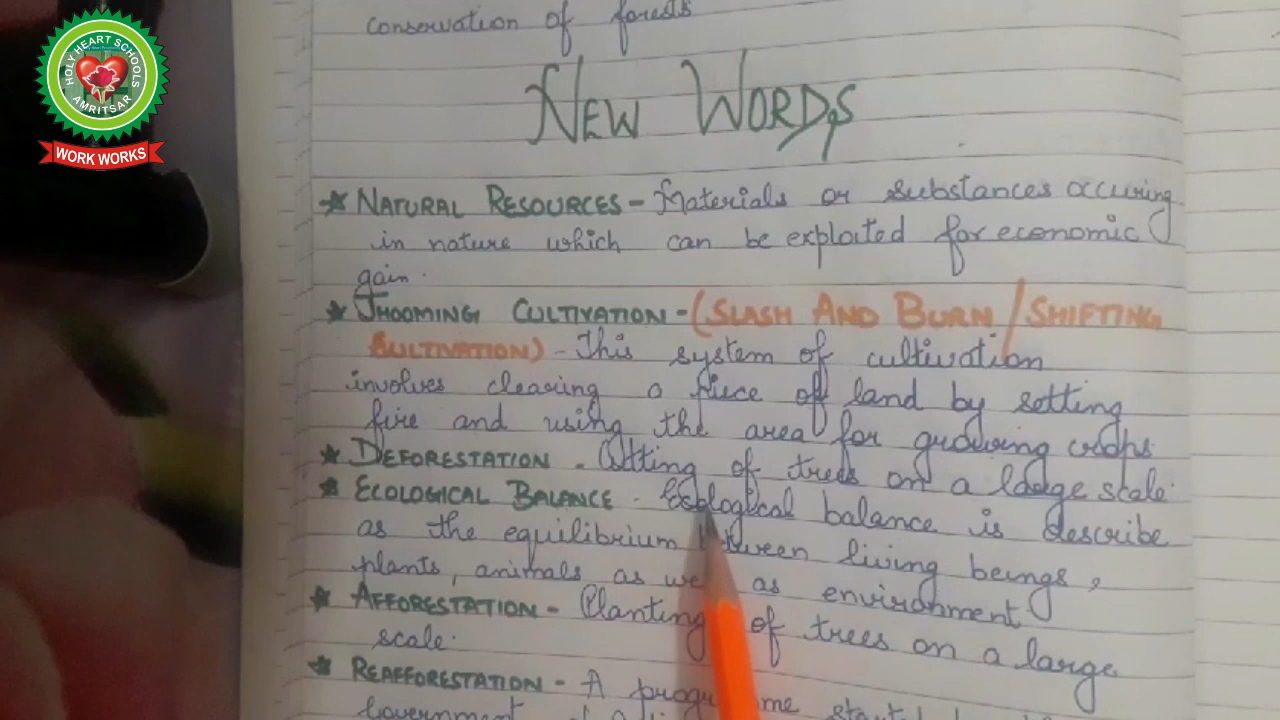 HOLY HEART SCHOOLS
AMRITSAR
WORK WORKS
conservation of forests
NEW WORDS
★ NATURAL RESOURCES - Materials or substances occuring
in nature which can be exploited for economic
gain.
★ JHOOMING CULTIVATION - (SLASH AND BURN / SHIFTING
CULTIVATION) - This system of cultivation
involves clearing a piece of land by setting
fire and using the area for growing crops
★ DEFORESTATION - Cutting of trees on a large scale.
★ ECOLOGICAL BALANCE - Ecological balance is describe
as the equilibrium between living beings,
plants, animals as well as environment
★ AFFORESTATION - Planting of trees on a large
scale.
★ REAFFORESTATION - A programme started
Government